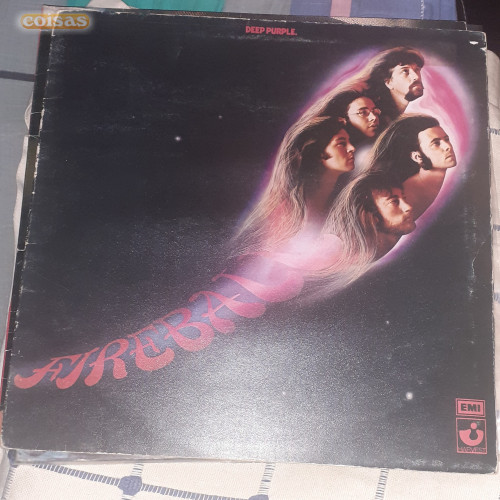 coisas
DEEP PURPLE.
FIREBALL
EMI